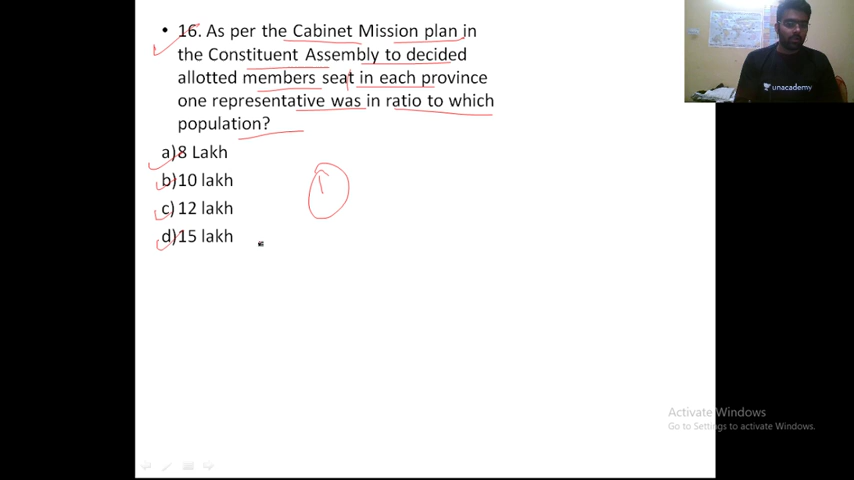 • 16. As per the Cabinet Mission plan in
the Constituent Assembly to decided
allotted members seat in each province
one representative was in ratio to which
population?
a)8 Lakh
b)10 lakh
c)12 lakh
d)15 lakh
unacademy
Activate Windows
Go to Settings to activate Windows.